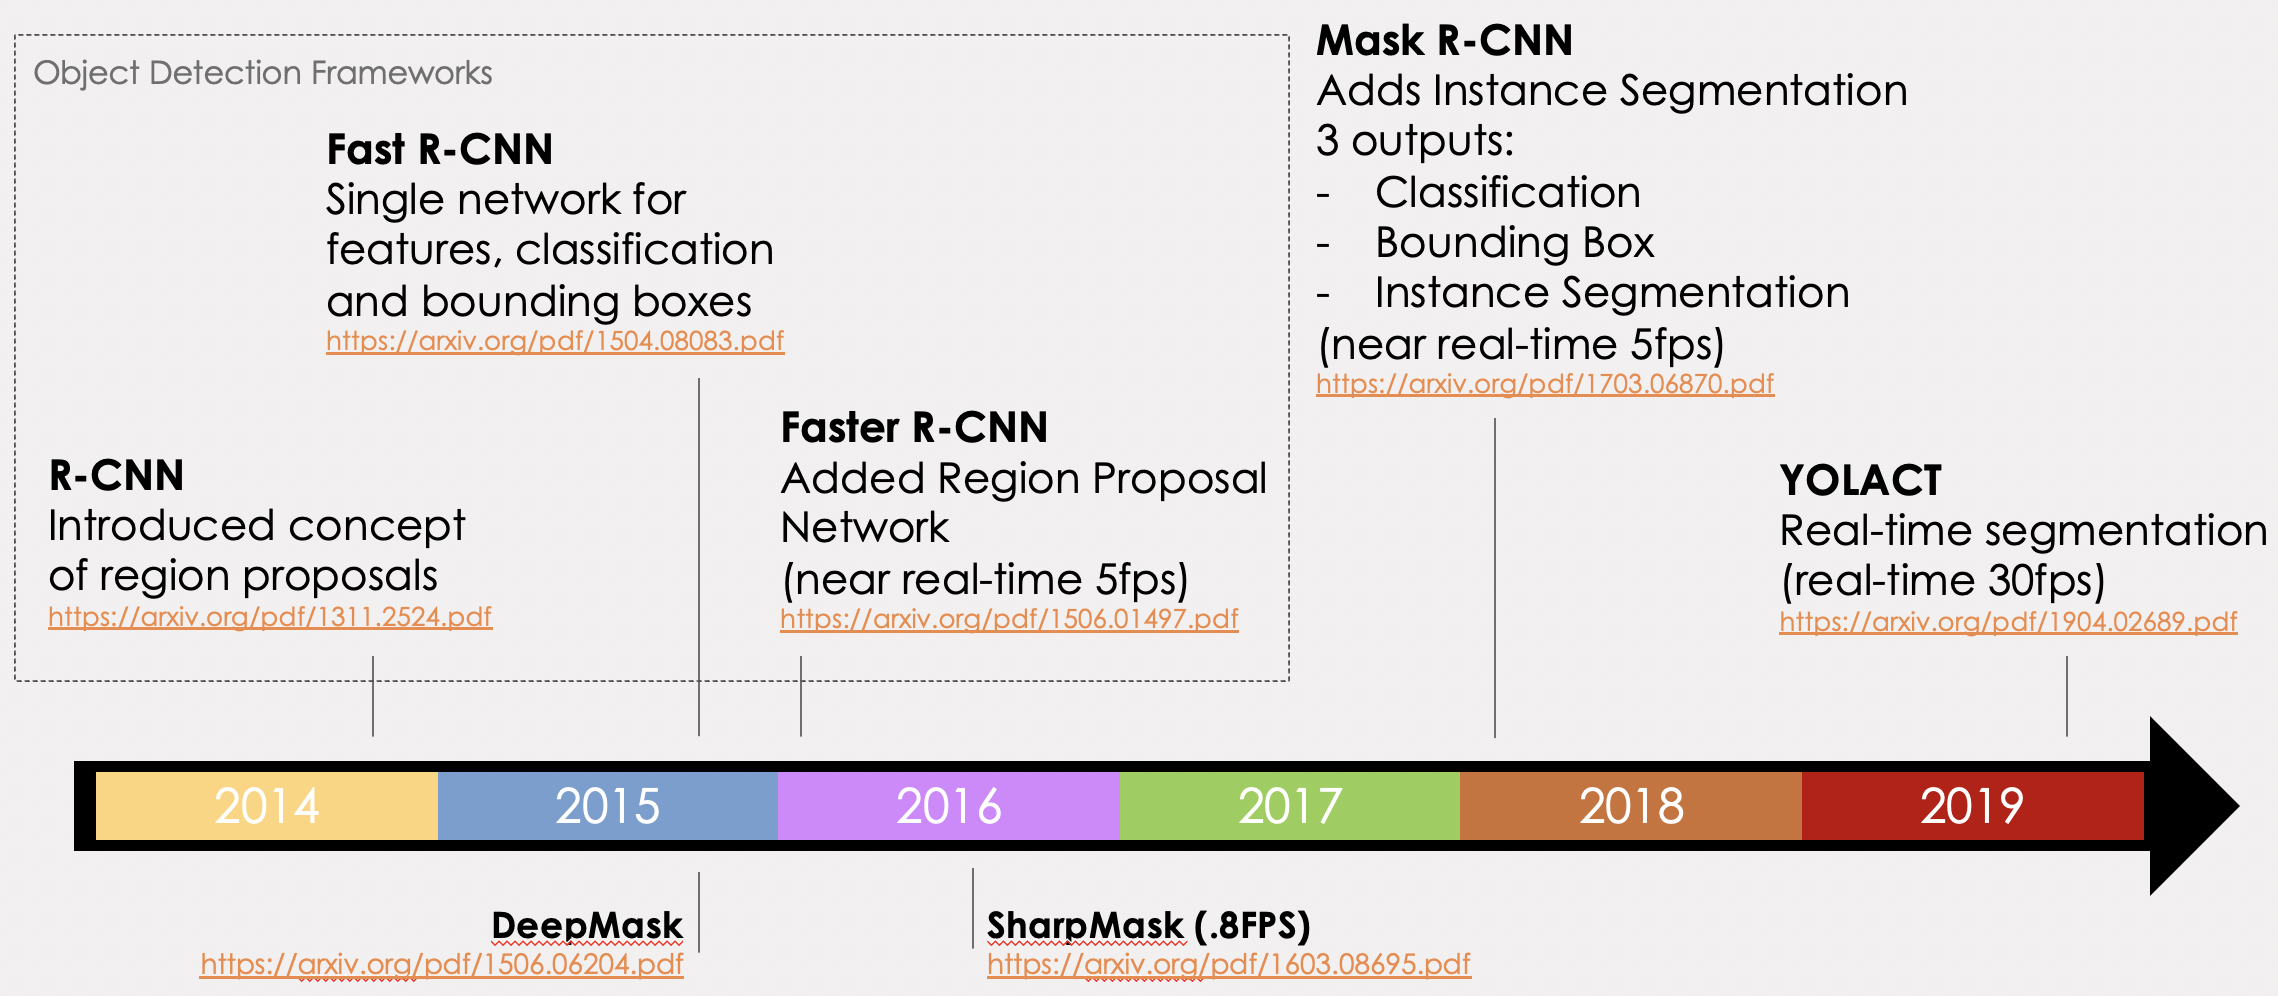 Object Detection Frameworks
Fast R-CNN
Single network for
features, classification
and bounding boxes
https://arxiv.org/pdf/1504.08083.pdf
R-CNN
Introduced concept
of region proposals
https://arxiv.org/pdf/1311.2524.pdf
Faster R-CNN
Added Region Proposal
Network
(near real-time 5fps)
https://arxiv.org/pdf/1506.01497.pdf
Mask R-CNN
Adds Instance Segmentation
3 outputs:
- Classification
- Bounding Box
- Instance Segmentation
(near real-time 5fps)
https://arxiv.org/pdf/1703.06870.pdf
YOLACT
Real-time segmentation
(real-time 30fps)
https://arxiv.org/pdf/1904.02689.pdf
2014 2015 2016 2017 2018 2019
DeepMask
https://arxiv.org/pdf/1506.06204.pdf
SharpMask (.8FPS)
https://arxiv.org/pdf/1603.08695.pdf